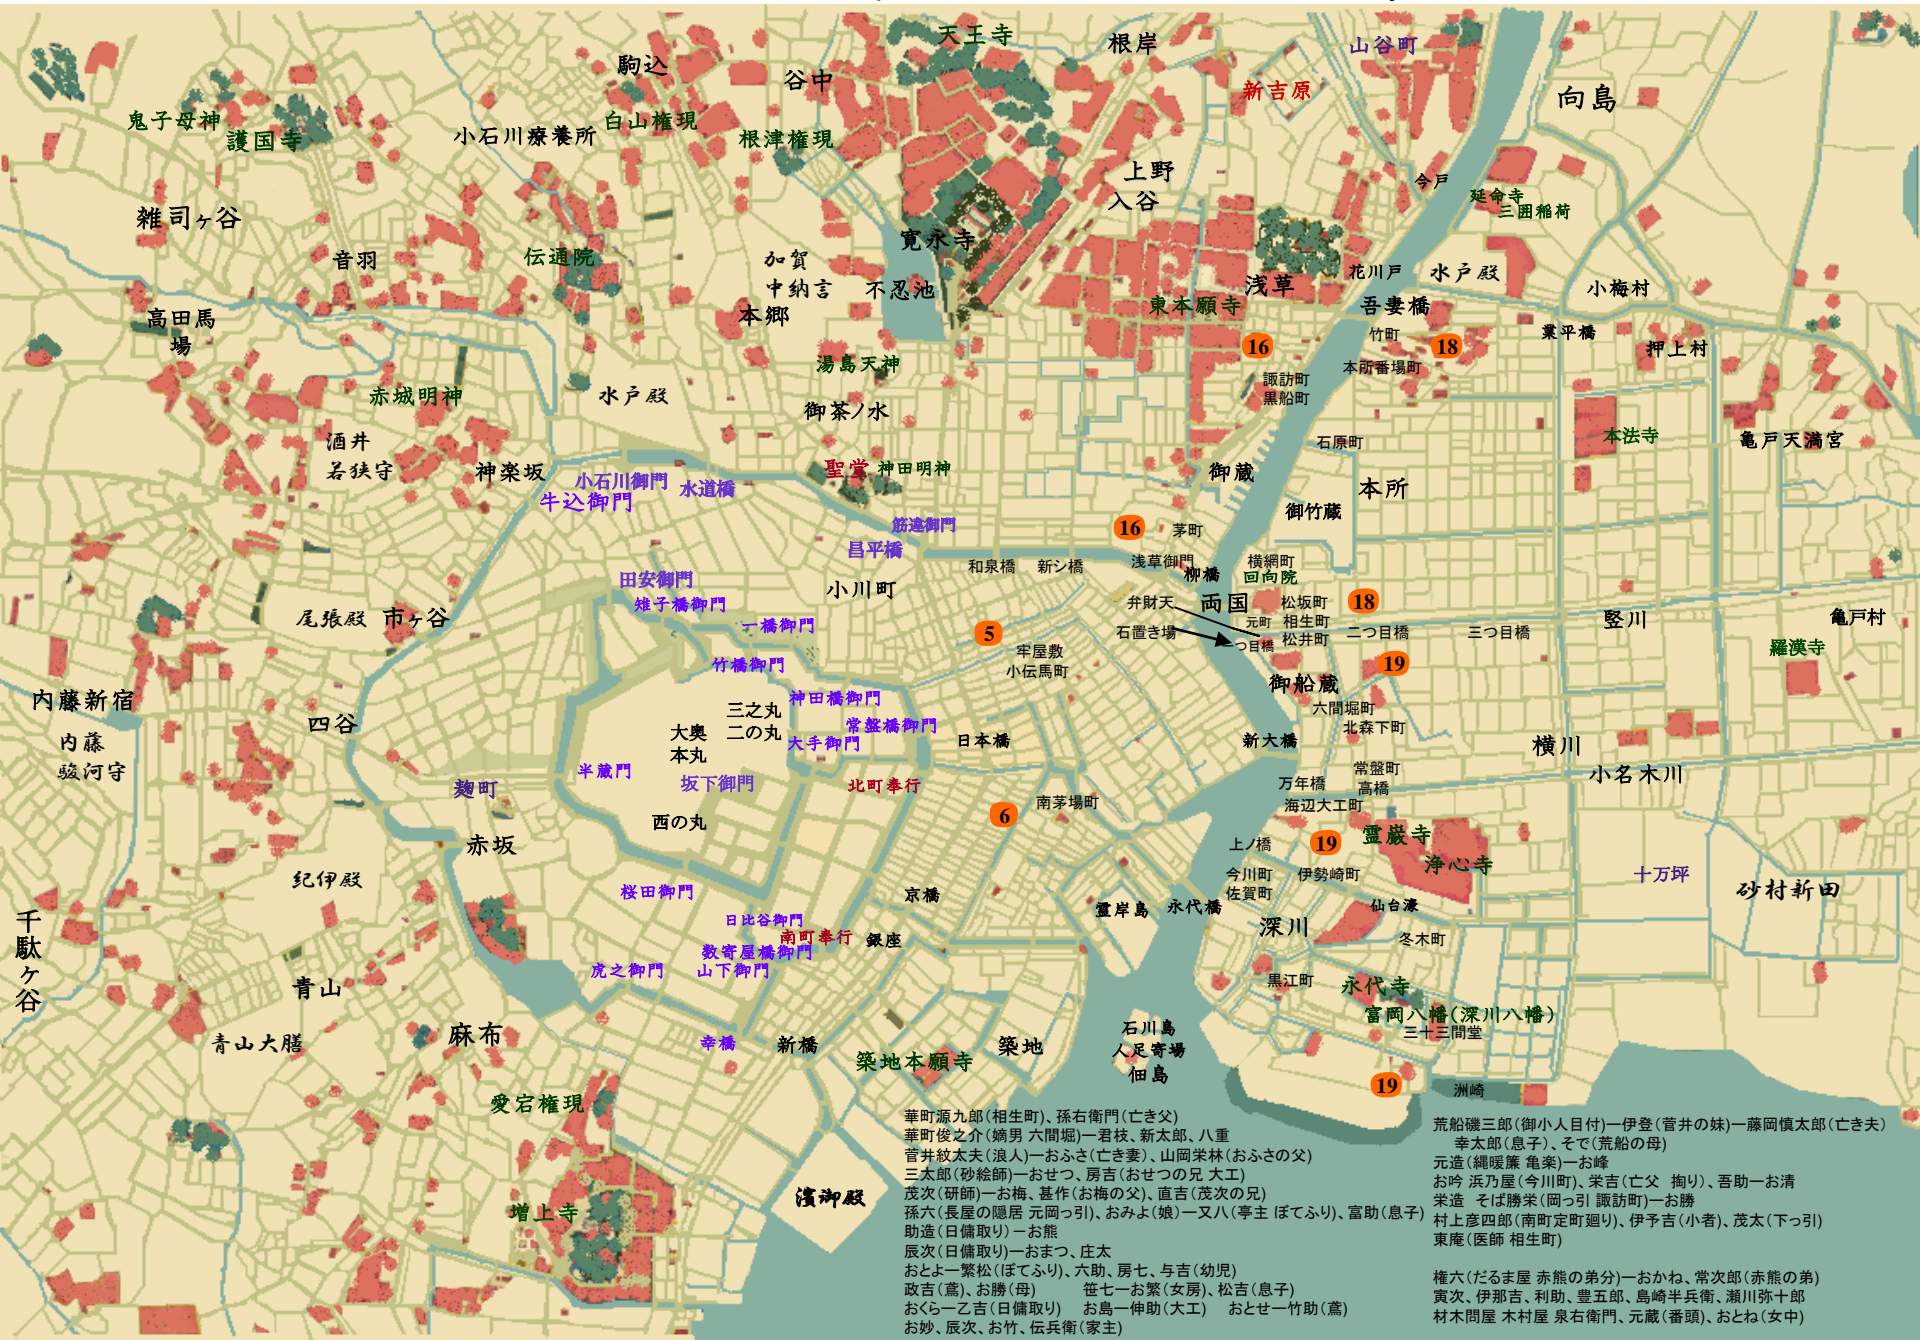 天王寺
根岸
山谷町
駒込
谷中
新吉原
向島
鬼子母神
護国寺
小石川療養所
白山権現
根津権現
上野
入谷
今戸
延命寺
三囲稲荷
雑司ヶ谷
音羽
伝通院
加賀
中納言
寛永寺
不忍池
本郷
浅草
花川戸
水戸殿
小梅村
東本願寺
吾妻橋
高田馬
場
竹町
業平橋
押上村
16
18
湯島天神
本所番場町
諏訪町
黒船町
赤城明神
水戸殿
御茶ノ水
酒井
若狭守
石原町
本法寺
亀戸天満宮
神楽坂
聖堂
神田明神
御蔵
本所
小石川御門
水道橋
牛込御門
御竹蔵
筋違御門
昌平橋
16
茅町
和泉橋
新シ橋
浅草御門
柳橋
横網町
回向院
田安御門
雉子橋御門
小川町
弁財天
両国
松坂町
18
尾張殿
市ヶ谷
一橋御門
5
元町
相生町
石置き場
一つ目橋
松井町
二つ目橋
三つ目橋
竪川
亀戸村
牢屋敷
小伝馬町
竹橋御門
19
羅漢寺
御船蔵
内藤新宿
神田橋御門
三之丸
二の丸
六間堀町
北森下町
四谷
大奥
本丸
常盤橋御門
大手御門
日本橋
新大橋
横川
内藤
駿河守
半蔵門
坂下御門
北町奉行
常盤町
高橋
万年橋
小名木川
麹町
南茅場町
海辺大工町
6
西の丸
赤坂
上ノ橋
19
霊巌寺
浄心寺
紀伊殿
桜田御門
京橋
今川町
佐賀町
伊勢崎町
十万坪
砂村新田
霊岸島
永代橋
仙台濠
千駄ヶ谷
日比谷御門
南町奉行
銀座
深川
冬木町
数寄屋橋御門
虎之御門
山下御門
青山
黒江町
永代寺
富岡八幡(深川八幡)
三十三間堂
青山大膳
麻布
幸橋
新橋
築地本願寺
築地
石川島
人足寄場
佃島
愛宕権現
19
洲崎
増上寺
濱御殿
華町源九郎(相生町)、孫右衛門(亡き父)
華町俊之介(嫡男 六間堀)ー君枝、新太郎、八重
菅井紋太夫(浪人)ーおふさ(亡き妻)、山岡栄林(おふさの父)
三太郎(砂絵師)ーおせつ、房吉(おせつの兄 大工)
茂次(研師)ーお梅、甚作(お梅の父)、直吉(茂次の兄)
孫六(長屋の隠居 元岡っ引)、おみよ(娘)ー又八(亭主 ぼてふり)、富助(息子)
助造(日傭取り)ーお熊
辰次(日傭取り)ーおまつ、庄太
おとよー繁松(ぼてふり)、六助、房七、与吉(幼児)
政吉(鳶)、お勝(母)　　笹七ーお繁(女房)、松吉(息子)
おくらー乙吉(日傭取り)　お島ー伸助(大工)　おとせー竹助(鳶)
お妙、辰次、お竹、伝兵衛(家主)
荒船磯三郎(御小人目付)ー伊登(菅井の妹)ー藤岡慎太郎(亡き夫)
幸太郎(息子)、そで(荒船の母)
元造(縄暖簾 亀楽)ーお峰
お吟 浜乃屋(今川町)、栄吉(亡父 掏り)、吾助ーお清
栄造 そば勝栄(岡っ引 諏訪町)ーお勝
村上彦四郎(南町定町廻り)、伊予吉(小者)、茂太(下っ引)
東庵(医師 相生町)
権六(だるま屋 赤熊の弟分)ーおかね、常次郎(赤熊の弟)
寅次、伊那吉、利助、豊五郎、島崎半兵衛、瀬川弥十郎
材木問屋 木村屋 泉右衛門、元蔵(番頭)、おとね(女中)